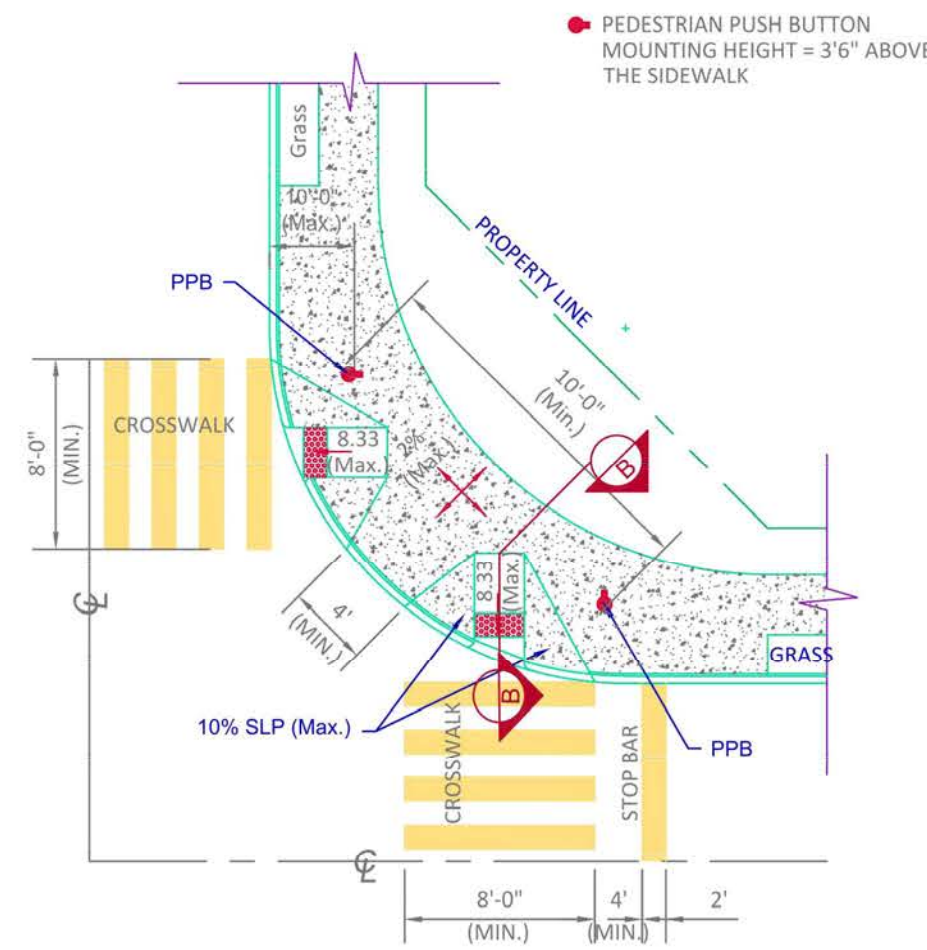 PEDESTRIAN PUSH BUTTON
MOUNTING HEIGHT = 3'6" ABOVE
THE SIDEWALK
Grass
10'-0"
(Max.)
PROPERTY LINE
PPB
10'-0"
(Min.)
CROSSWALK
8'-0"
(MIN.)
8.33
(Max.)
2%
(Max.)
B
8.33
(Max.)
℄
4'
(MIN.)
GRASS
B
10% SLP (Max.)
CROSSWALK
STOP BAR
PPB
℄
8'-0"
(MIN.)
4'
(MIN.)
2'